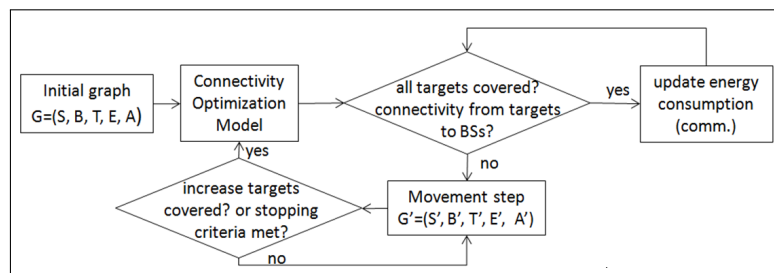 Initial graph
G=(S, B, T, E, A)
Connectivity
Optimization
Model
all targets covered?
connectivity from targets
to BSs?
yes
update energy
consumption
(comm.)
no
yes
increase targets
covered? or stopping
criteria met?
no
Movement step
G'=(S', B', T', E', A')